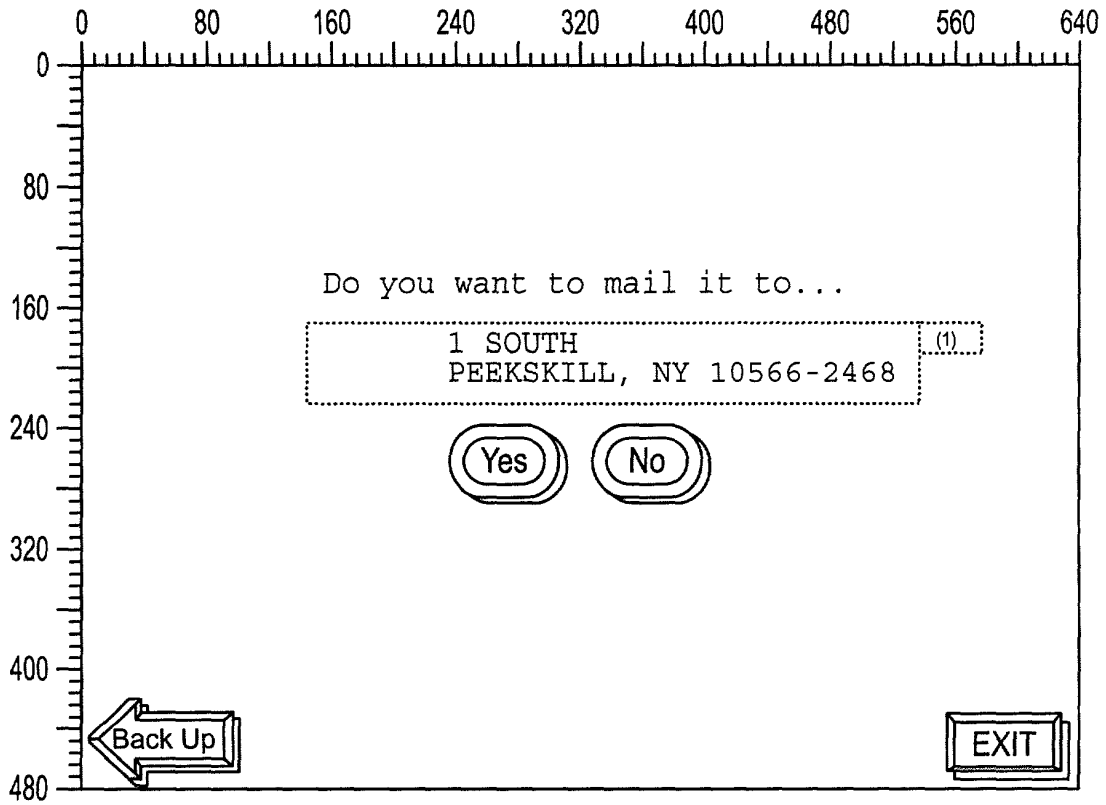 0 80 160 240 320 400 480 560 640
0
80
160
240
320
400
480
Do you want to mail it to...
1 SOUTH (1)
PEEKSKILL, NY 10566-2468
Yes No
Back Up EXIT